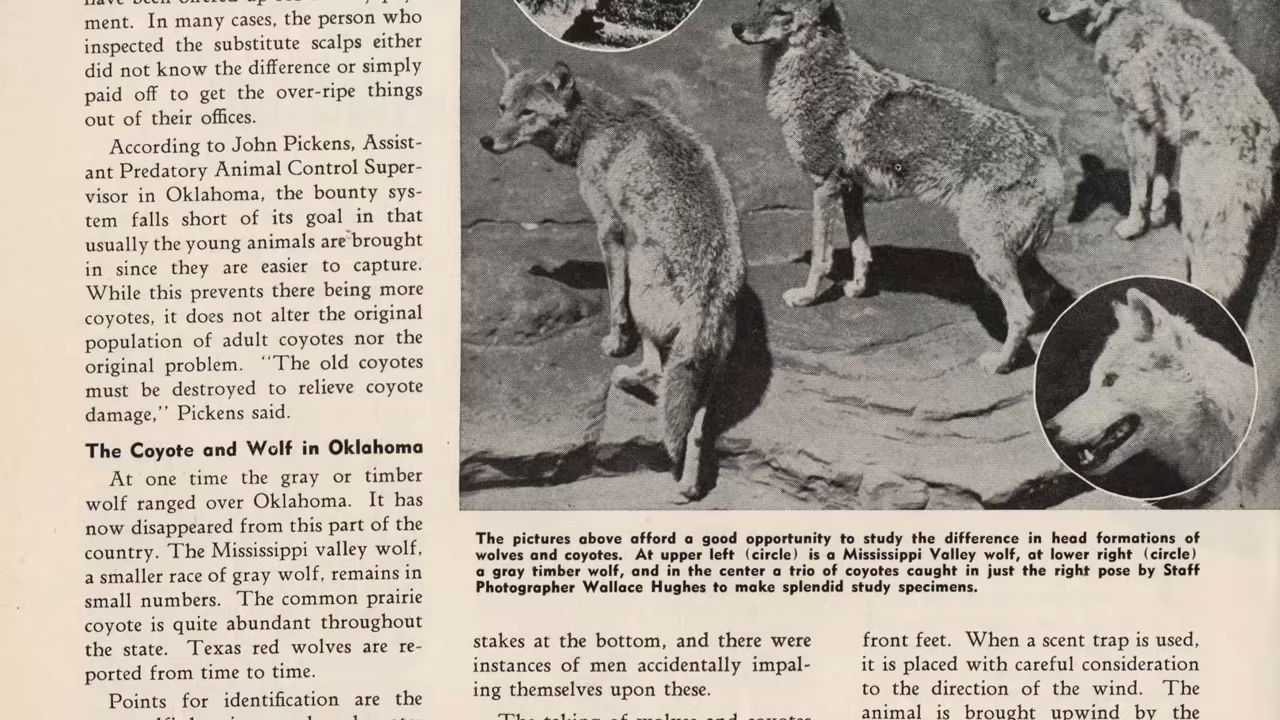 ment. In many cases, the person who
inspected the substitute scalps either
did not know the difference or simply
paid off to get the over-ripe things
out of their offices.
According to John Pickens, Assist-
ant Predatory Animal Control Super-
visor in Oklahoma, the bounty sys-
tem falls short of its goal in that
usually the young animals are brought
in since they are easier to capture.
While this prevents there being more
coyotes, it does not alter the original
population of adult coyotes nor the
original problem. "The old coyotes
must be destroyed to relieve coyote
damage," Pickens said.
The Coyote and Wolf in Oklahoma
At one time the gray or timber
wolf ranged over Oklahoma. It has
now disappeared from this part of the
country. The Mississippi valley wolf,
a smaller race of gray wolf, remains in
small numbers. The common prairie
coyote is quite abundant throughout
the state. Texas red wolves are re-
ported from time to time.
Points for identification are the
The pictures above afford a good opportunity to study the difference in head formations of
wolves and coyotes. At upper left (circle) is a Mississippi Valley wolf, at lower right (circle)
a gray timber wolf, and in the center a trio of coyotes caught in just the right pose by Staff
Photographer Wallace Hughes to make splendid study specimens.
stakes at the bottom, and there were
instances of men accidentally impal-
ing themselves upon these.
The taking of wolves and coyotes
front feet. When a scent trap is used,
it is placed with careful consideration
to the direction of the wind. The
animal is brought upwind by the